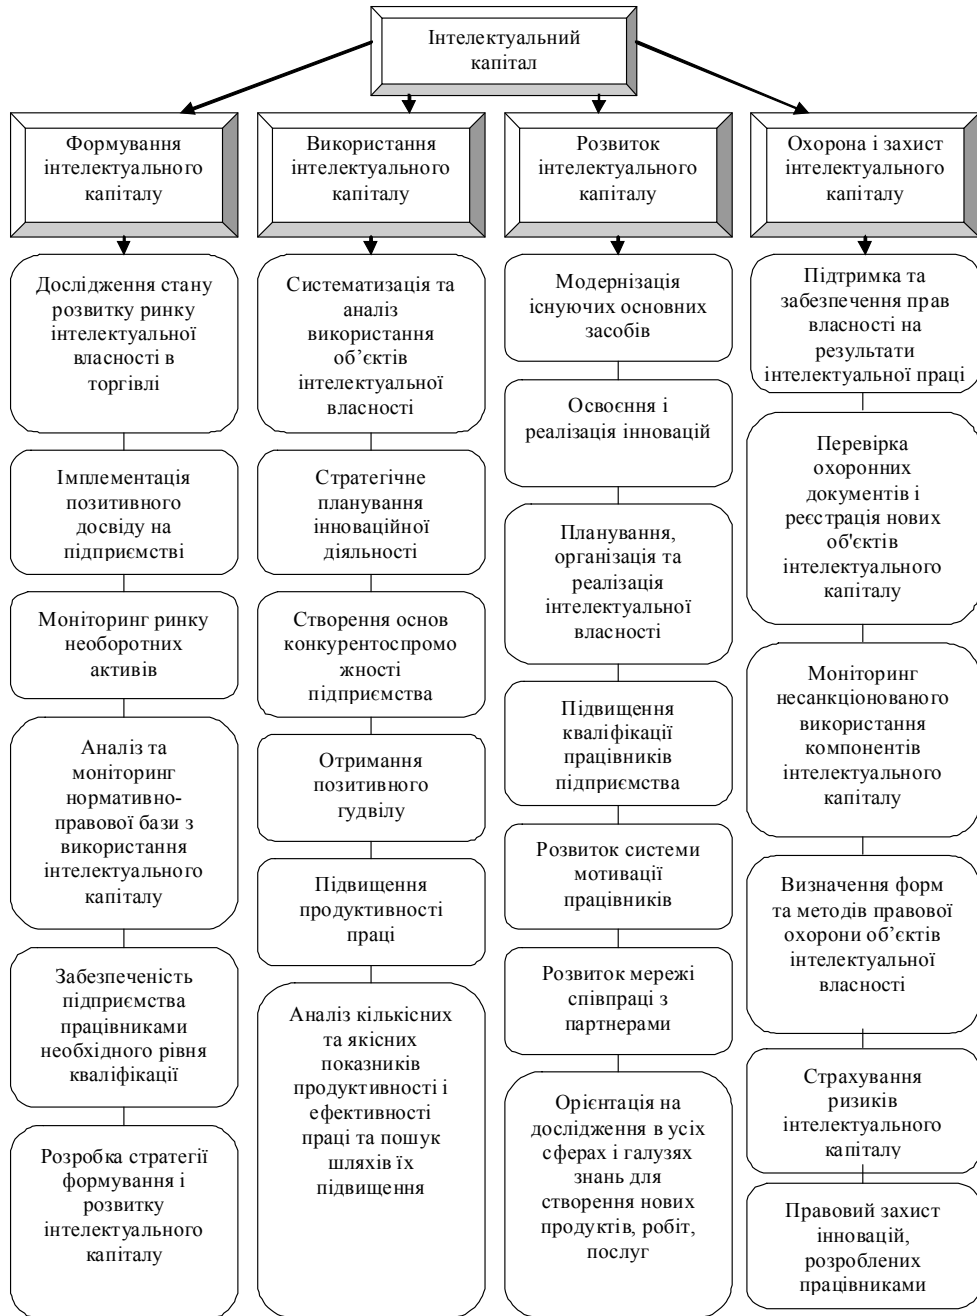 Інтелектуальний
капітал
Формування
інтелектуального
капіталу
Дослідження стану
розвитку ринку
інтелектуальної
власності в
торгівлі
Імплементація
позитивного
досвіду на
підприємстві
Моніторинг ринку
необоротних
активів
Аналіз та
моніторинг
нормативно-
правової бази з
використання
інтелектуального
капіталу
Забезпеченість
підприємства
працівниками
необхідного рівня
кваліфікації
Розробка стратегії
формування і
розвитку
інтелектуального
капіталу
Використання
інтелектуального
капіталу
Систематизація та
аналіз
використання
об’єктів
інтелектуальної
власності
Стратегічне
планування
інноваційної
діяльності
Створення основ
конкурентоспромо
жності
підприємства
Отримання
позитивного
гудвілу
Підвищення
продуктивності
праці
Аналіз кількісних
та якісних
показників
продуктивності і
ефективності
праці та пошук
шляхів їх
підвищення
Розвиток
інтелектуального
капіталу
Модернізація
існуючих основних
засобів
Освоєння і
реалізація інновацій
Планування,
організація та
реалізація
інтелектуальної
власності
Підвищення
кваліфікації
працівників
підприємства
Розвиток системи
мотивації
працівників
Розвиток мережі
співпраці з
партнерами
Орієнтація на
дослідження в усіх
сферах і галузях
знань для
створення нових
продуктів, робіт,
послуг
Охорона і захист
інтелектуального
капіталу
Підтримка та
забезпечення прав
власності на
результати
інтелектуальної праці
Перевірка
охоронних
документів і
реєстрація нових
об'єктів
інтелектуального
капіталу
Моніторинг
несанкціонованого
використання
компонентів
інтелектуального
капіталу
Визначення форм
та методів правової
охорони об’єктів
інтелектуальної
власності
Страхування
ризиків
інтелектуального
капіталу
Правовий захист
інновацій,
розроблених
працівниками